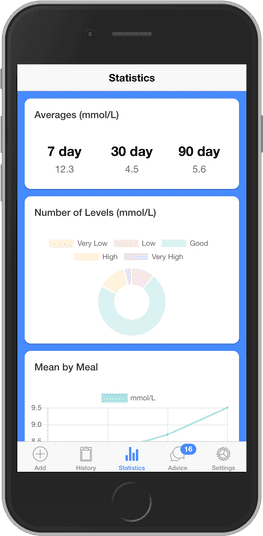 Statistics
Averages (mmol/L)
7 day 30 day 90 day
12.3 4.5 5.6
Number of Levels (mmol/L)
Very Low Low Good
High Very High
Mean by Meal
mmol/L
9.5
9.0
8.5
16
Add History Statistics Advice Settings